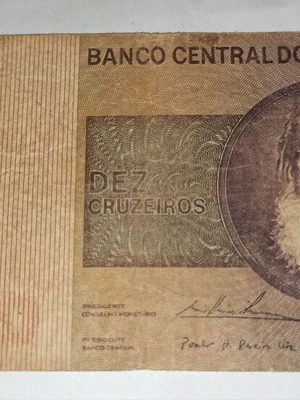 BANCO CENTRAL DO
DEZ
CRUZEIROS
PRESIDENTE
CONSELHO MONETÁRIO
PRESIDENTE
BANCO CENTRAL